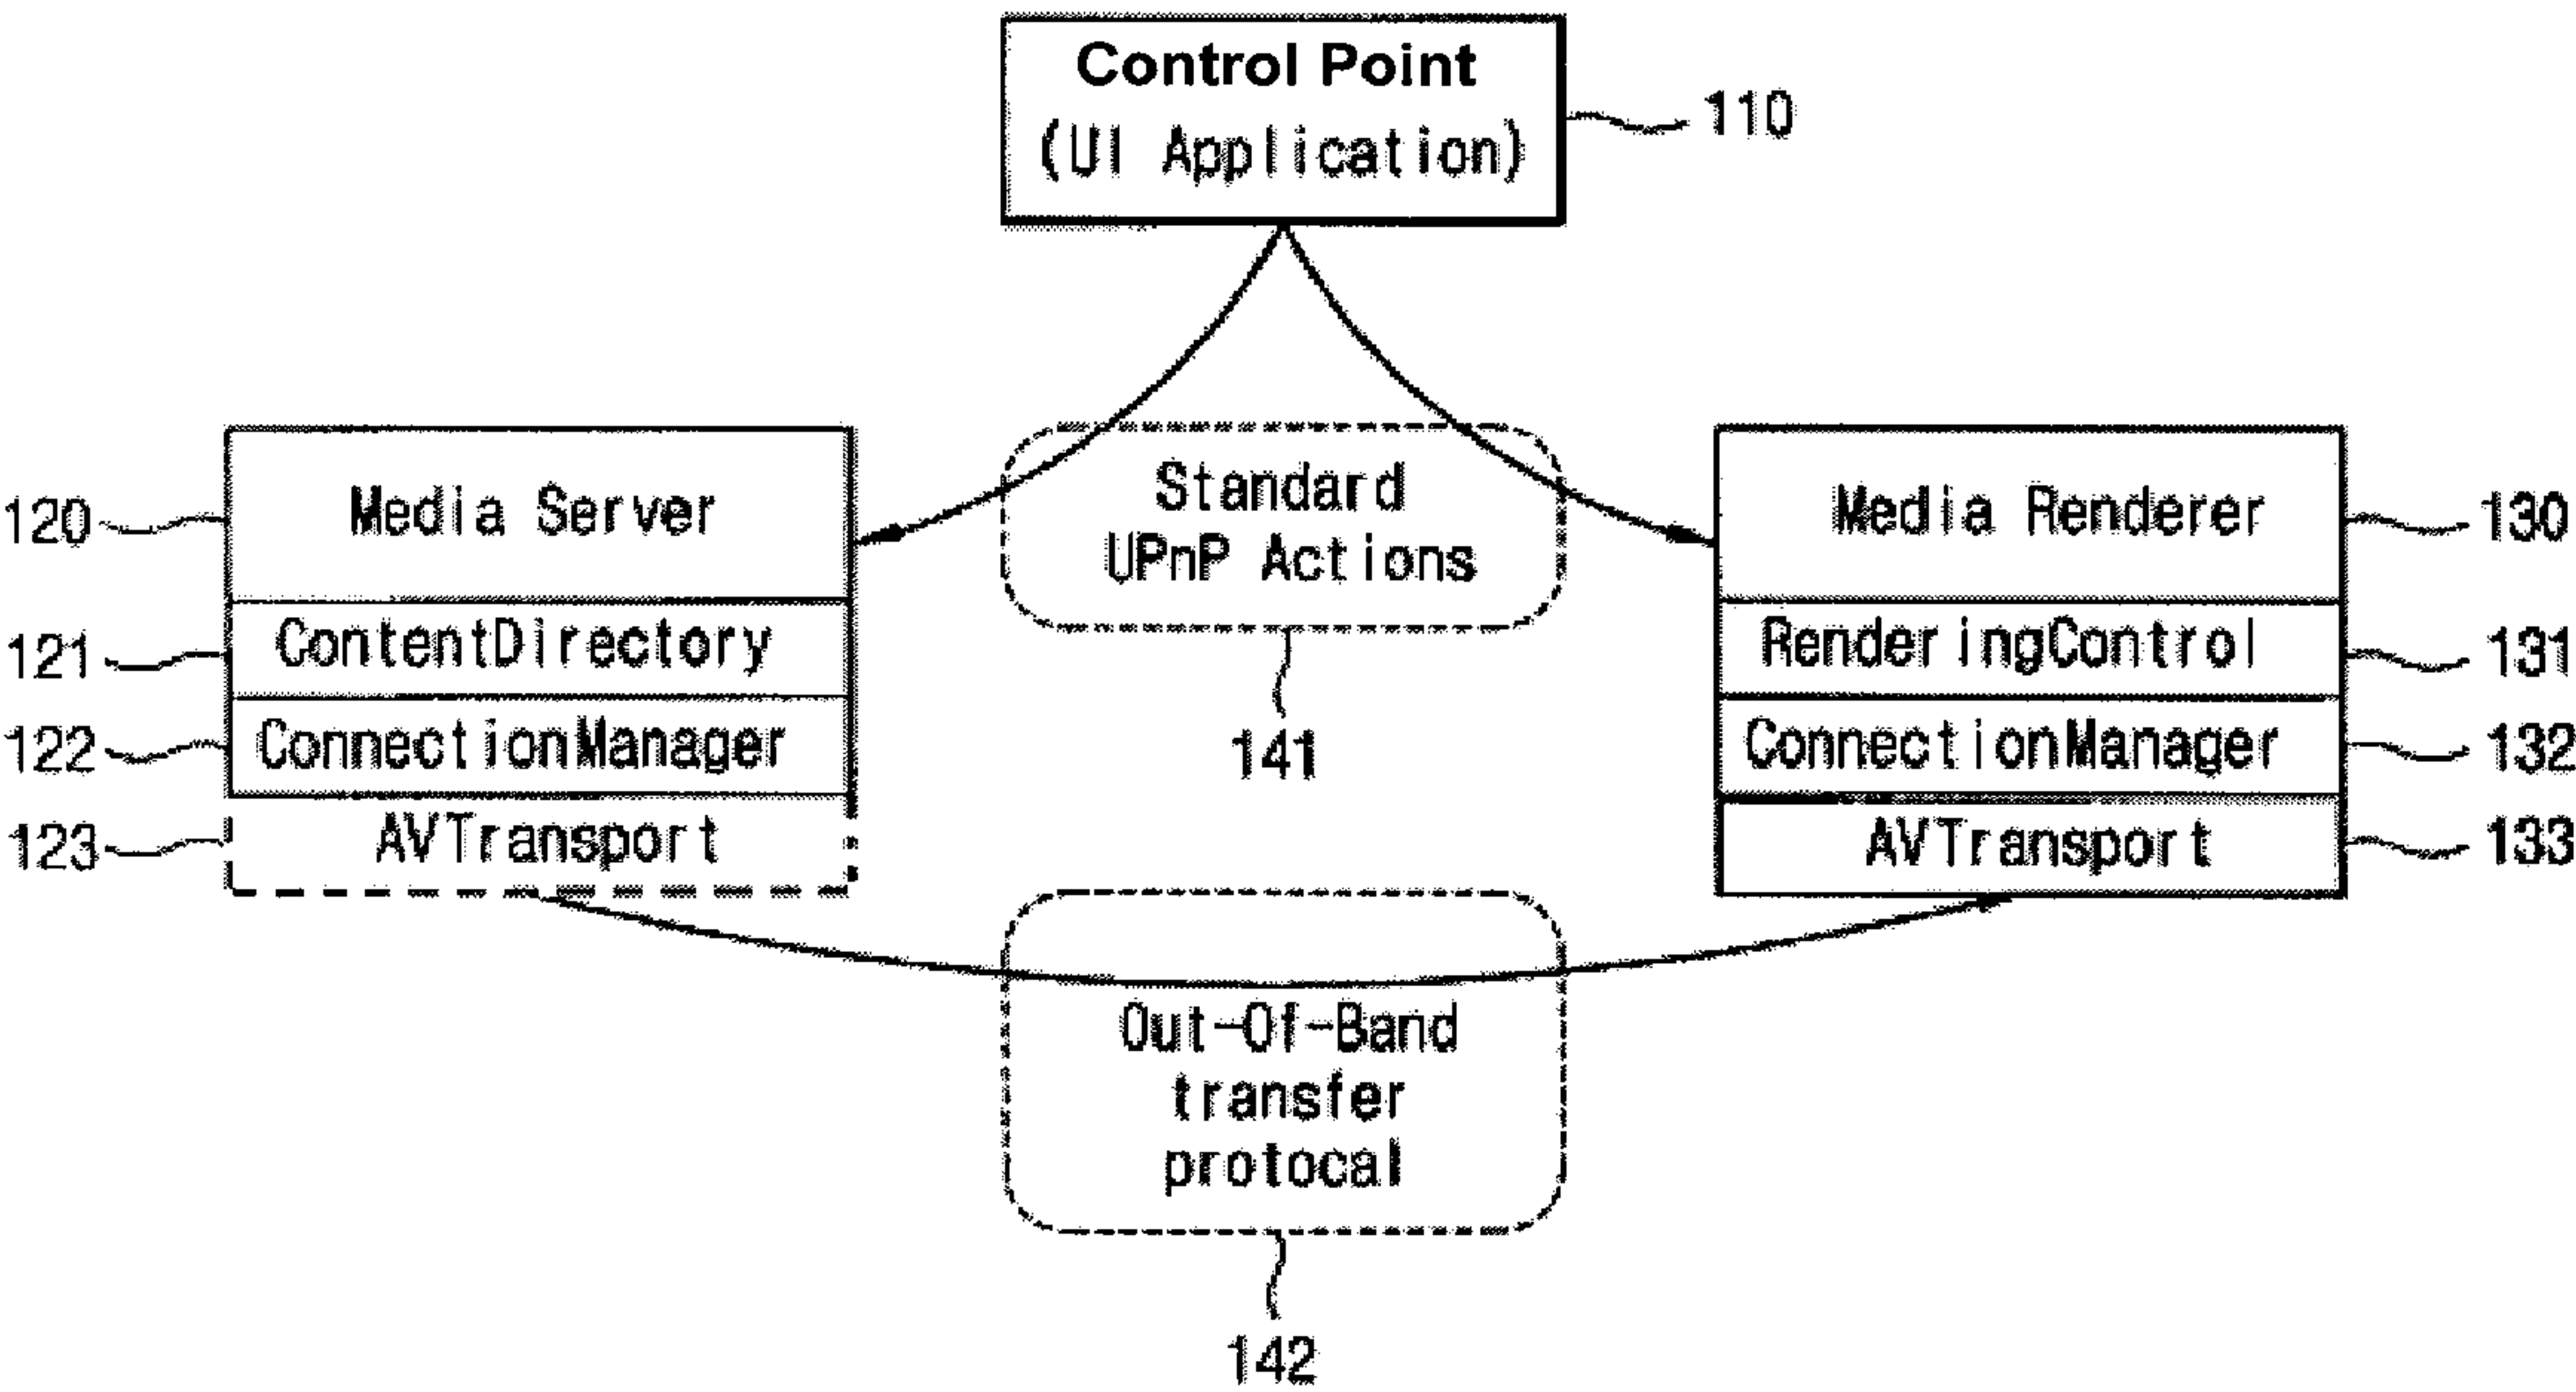 Control Point
(UI Application)
110
120
Media Server
Standard
UPnP Actions
Media Renderer
130
121
ContentDirectory
RenderingControl
131
122
ConnectionManager
141
ConnectionManager
132
123
AVTransport
AVTransport
133
Out-Of-Band
transfer
protocal
142